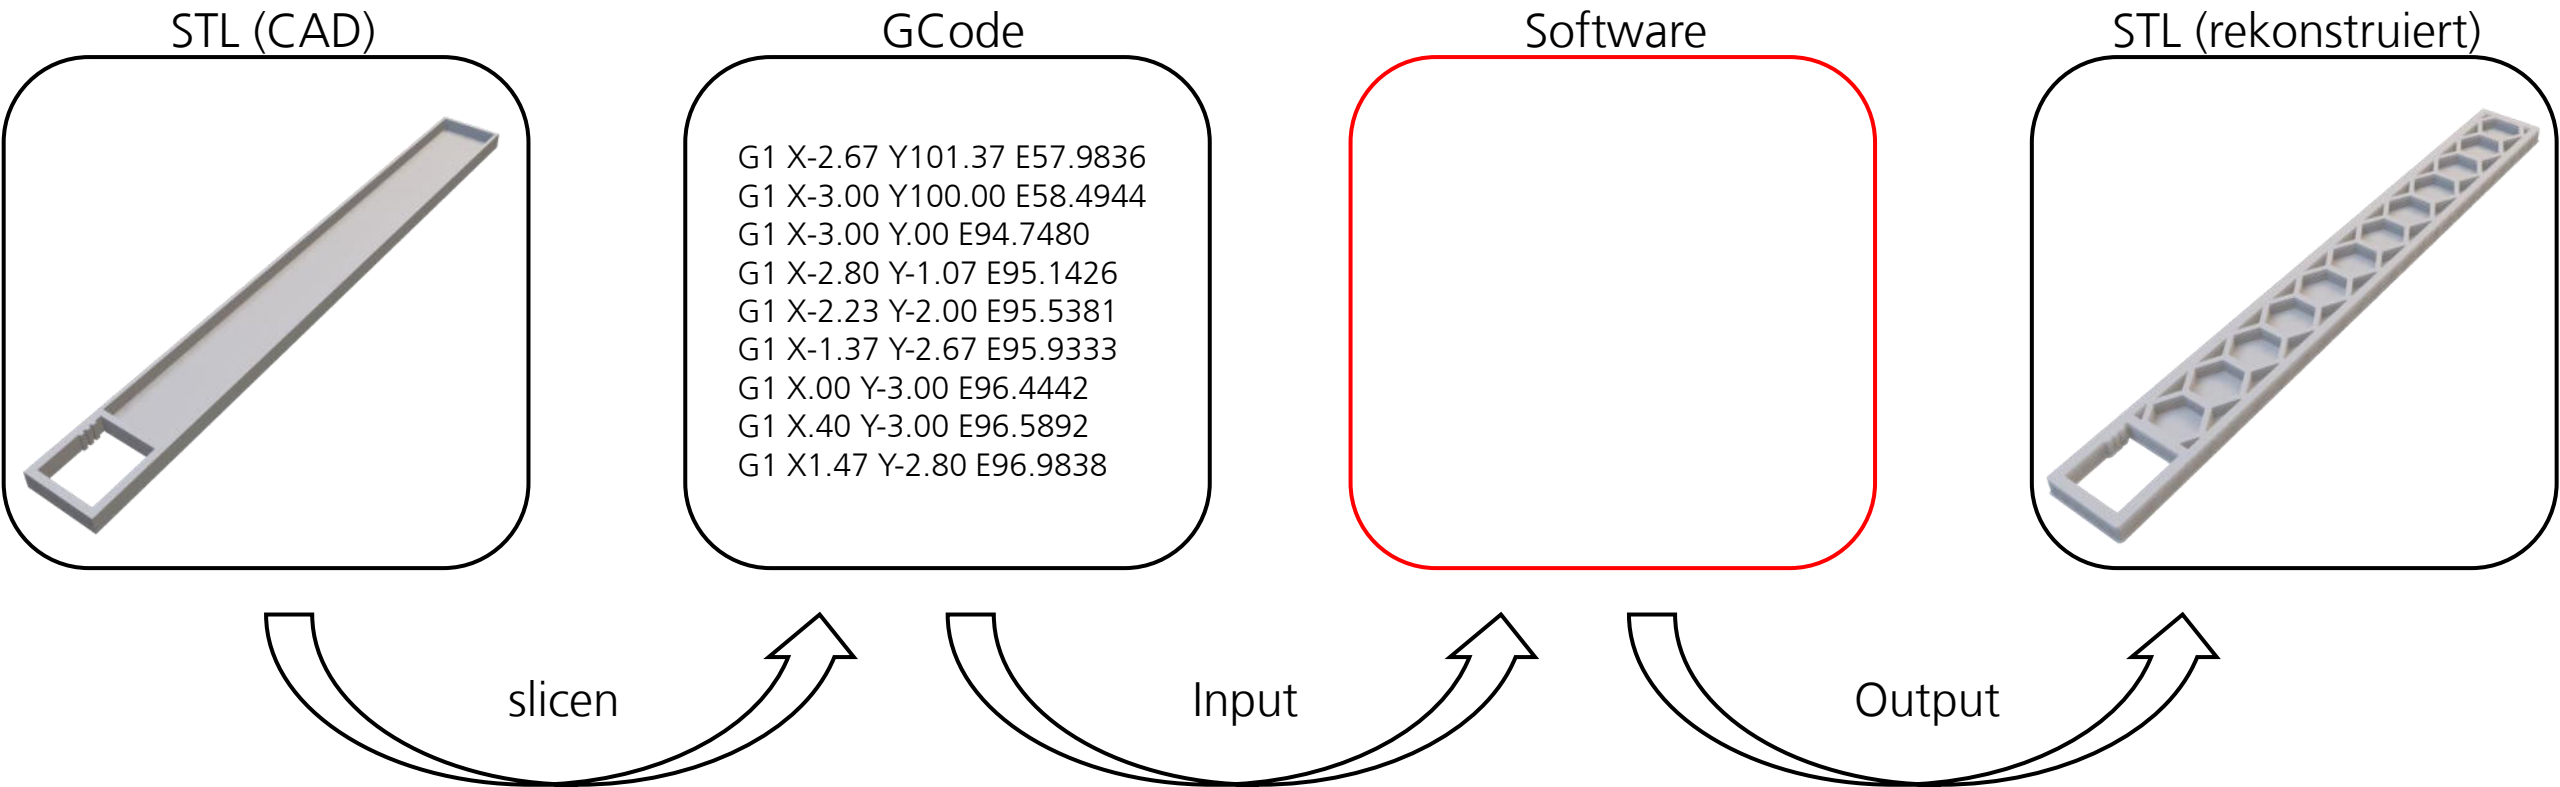 STL (CAD)
GCode
Software
STL (rekonstruiert)
G1 X-2.67 Y101.37 E57.9836
G1 X-3.00 Y100.00 E58.4944
G1 X-3.00 Y.00 E94.7480
G1 X-2.80 Y-1.07 E95.1426
G1 X-2.23 Y-2.00 E95.5381
G1 X-1.37 Y-2.67 E95.9333
G1 X.00 Y-3.00 E96.4442
G1 X.40 Y-3.00 E96.5892
G1 X1.47 Y-2.80 E96.9838
slicen
Input
Output